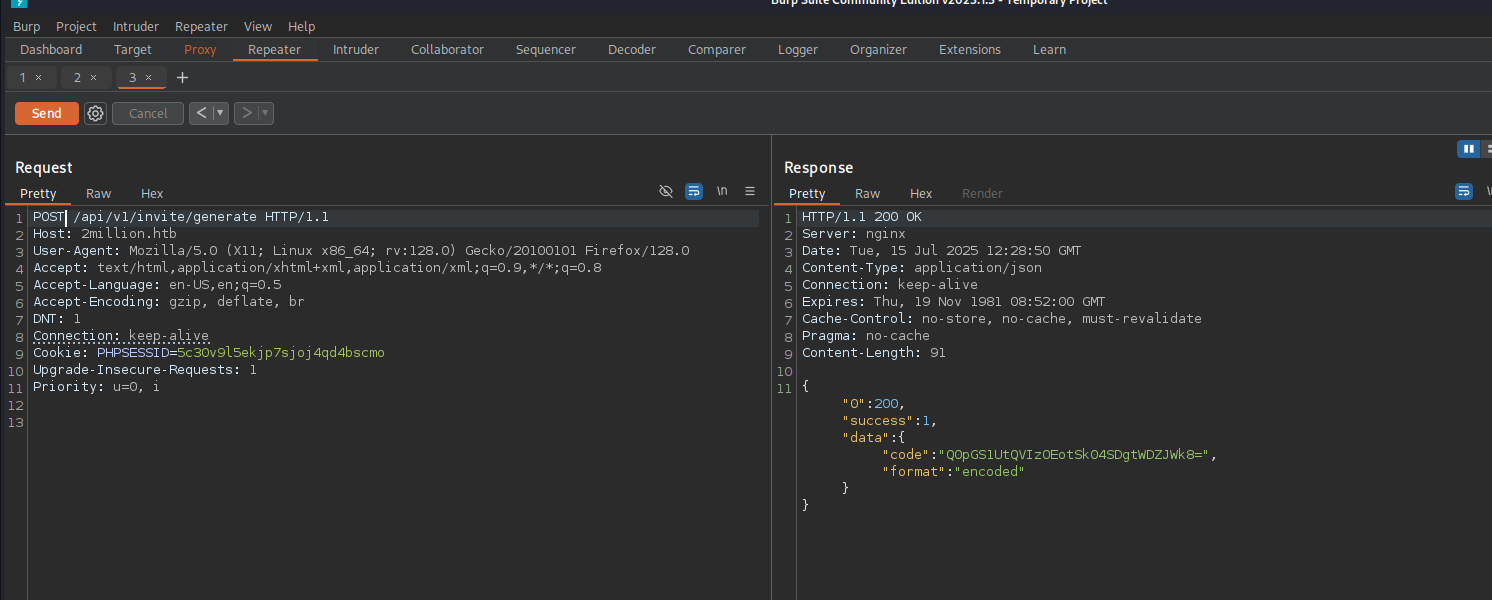 Burp Suite Community Edition v2025.1.5 - Temporary Project
Burp Project Intruder Repeater View Help
Dashboard Target Proxy Repeater Intruder Collaborator Sequencer Decoder Comparer Logger Organizer Extensions Learn
1 × 2 × 3 × +
Send Cancel < ▾ > ▾
Request
Pretty Raw Hex \n
1 POST /api/v1/invite/generate HTTP/1.1
2 Host: 2million.htb
3 User-Agent: Mozilla/5.0 (X11; Linux x86_64; rv:128.0) Gecko/20100101 Firefox/128.0
4 Accept: text/html,application/xhtml+xml,application/xml;q=0.9,*/*;q=0.8
5 Accept-Language: en-US,en;q=0.5
6 Accept-Encoding: gzip, deflate, br
7 DNT: 1
8 Connection: keep-alive
9 Cookie: PHPSESSID=5c30v9l5ekjp7sjoj4qd4bscmo
10 Upgrade-Insecure-Requests: 1
11 Priority: u=0, i
12
13
Response
Pretty Raw Hex Render
1 HTTP/1.1 200 OK
2 Server: nginx
3 Date: Tue, 15 Jul 2025 12:28:50 GMT
4 Content-Type: application/json
5 Connection: keep-alive
6 Expires: Thu, 19 Nov 1981 08:52:00 GMT
7 Cache-Control: no-store, no-cache, must-revalidate
8 Pragma: no-cache
9 Content-Length: 91
10
11 {
"0":200,
"success":1,
"data":{
"code":"Q0pGS1UtQVIzOEotSk04SDgtWDZJWk8=",
"format":"encoded"
}
}